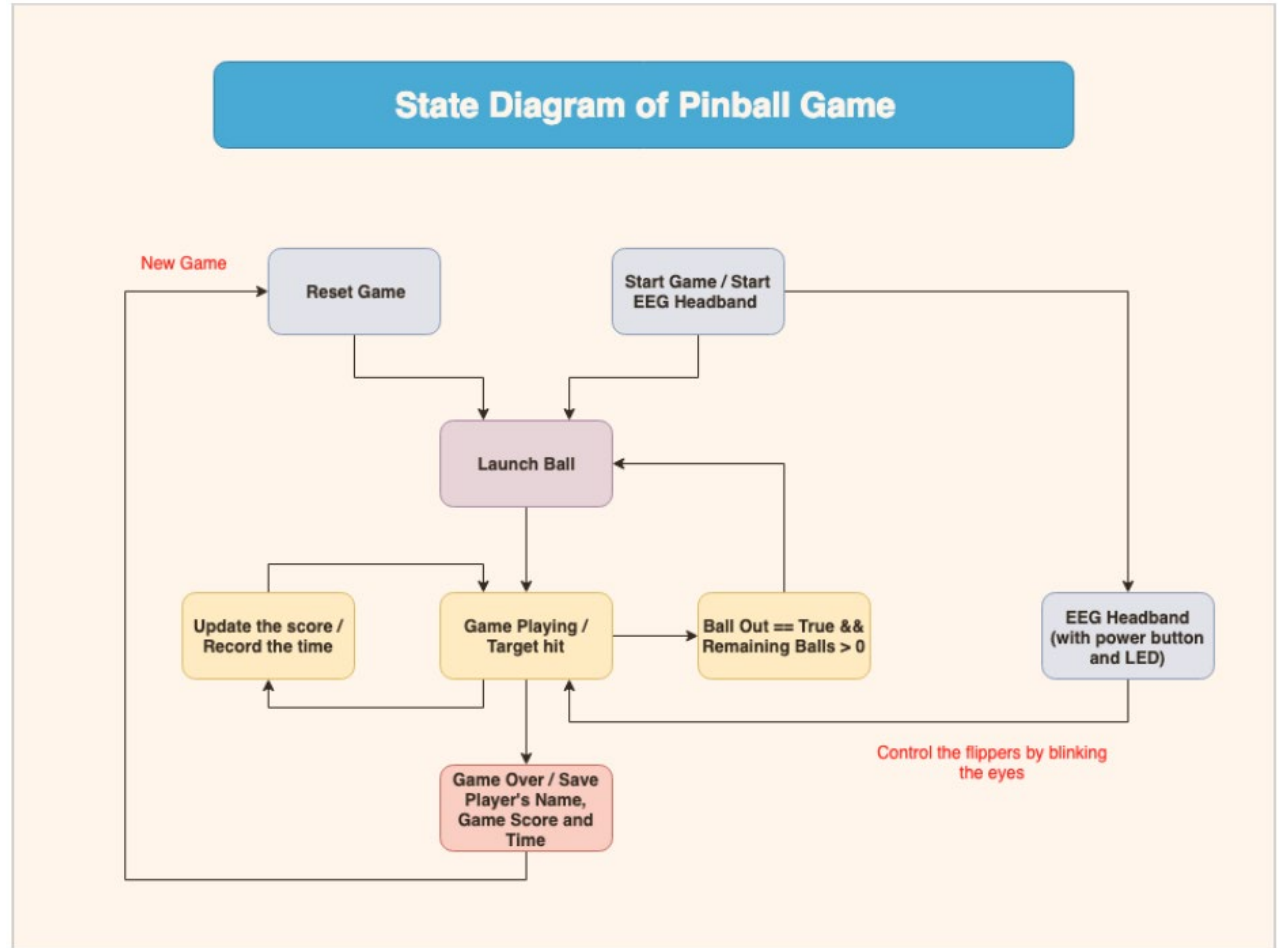 State Diagram of Pinball Game
New Game
Reset Game
Start Game / Start
EEG Headband
Launch Ball
Update the score /
Record the time
Game Playing /
Target hit
Ball Out == True &&
Remaining Balls > 0
EEG Headband
(with power button
and LED)
Control the flippers by blinking
the eyes
Game Over / Save
Player's Name,
Game Score and
Time